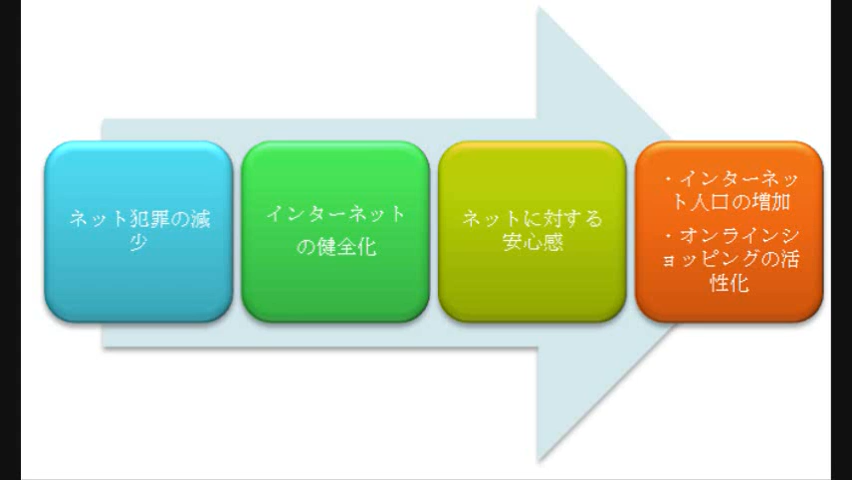 ネット犯罪の減
少
インターネット
の健全化
ネットに対する
安心感
・インターネッ
ト人口の増加
・オンラインシ
ョッピングの活
性化